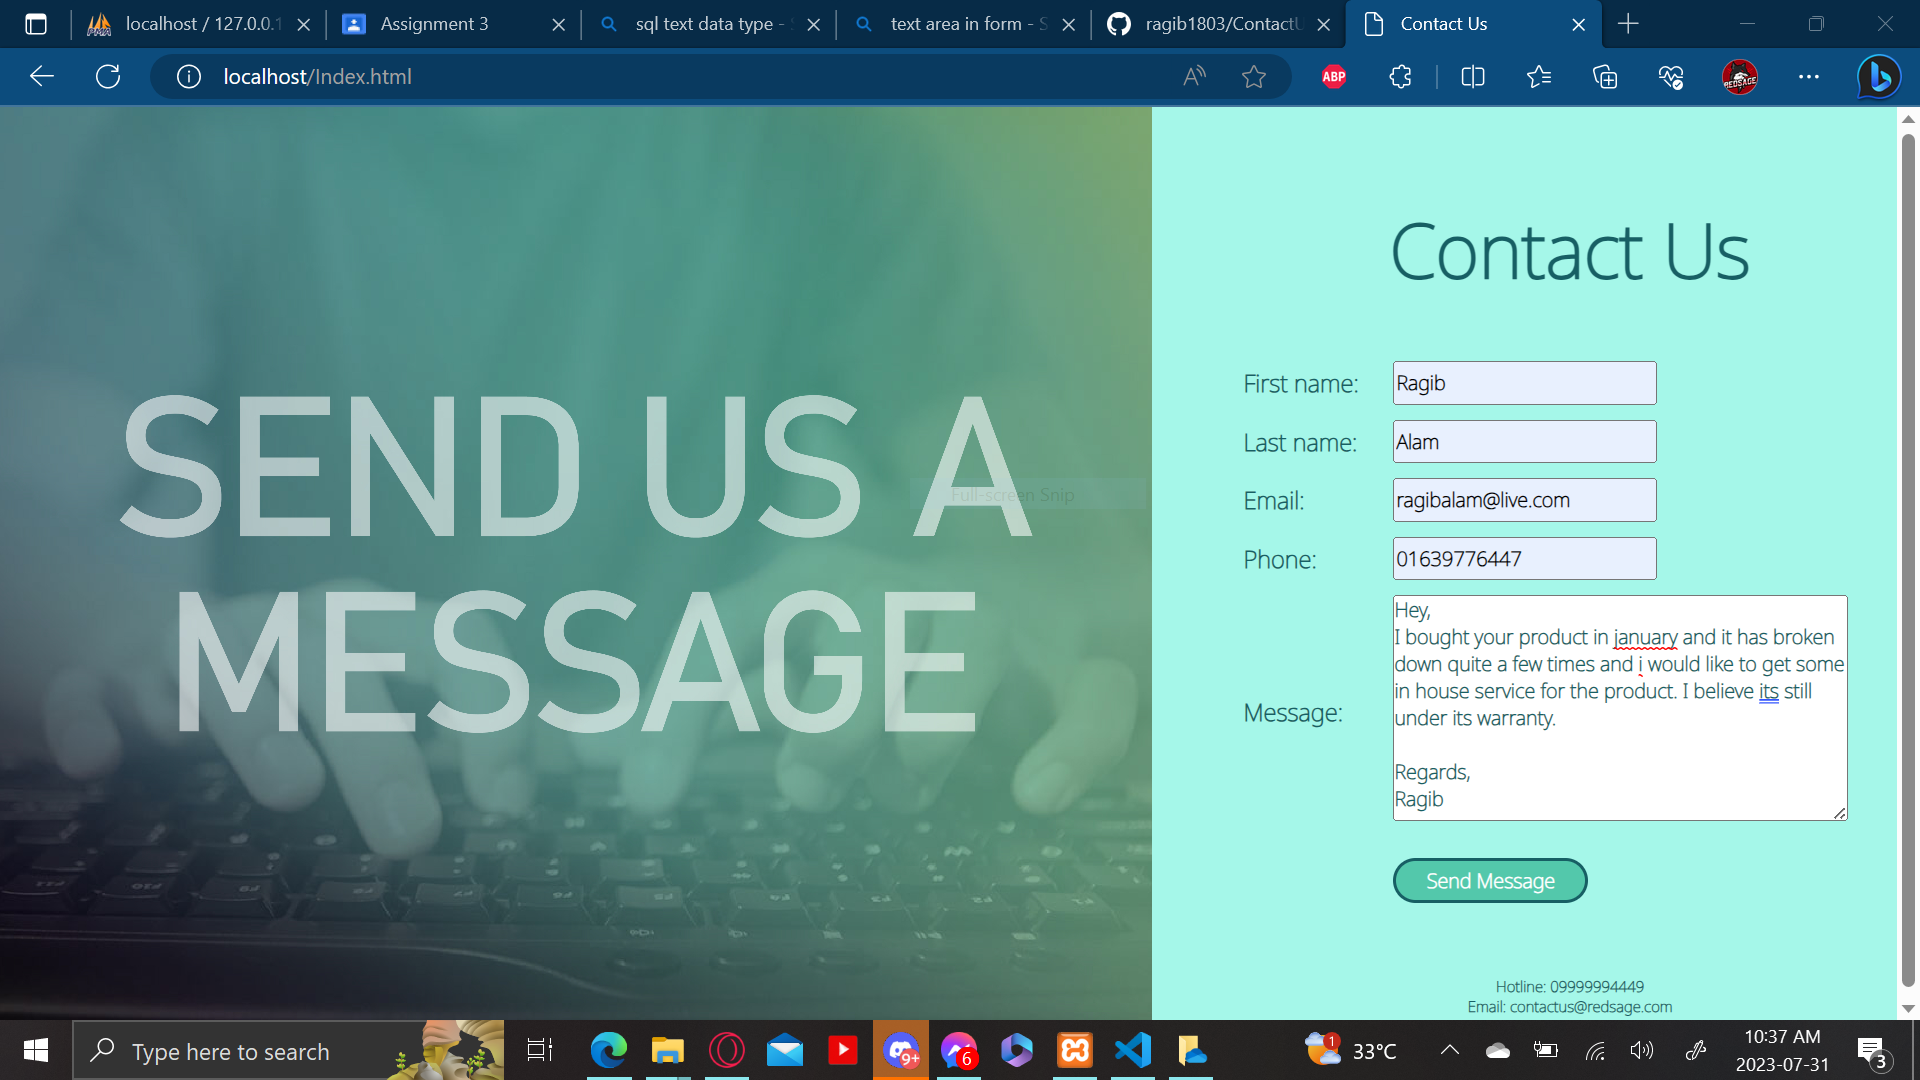 localhost / 127.0.0.1
Assignment 3
sql text data type - S
text area in form - S
ragib1803/ContactU
Contact Us
localhost/Index.html
ABP
REDSAGE
SEND US A
MESSAGE
Full-screen Snip
Contact Us
First name:
Ragib
Last name:
Alam
Email:
ragibalam@live.com
Phone:
01639776447
Message:
Hey,
I bought your product in january and it has broken
down quite a few times and i would like to get some
in house service for the product. I believe its still
under its warranty.
Regards,
Ragib
Send Message
Hotline: 09999994449
Email: contactus@redsage.com
Type here to search
9+
6
1
33°C
10:37 AM
2023-07-31
3